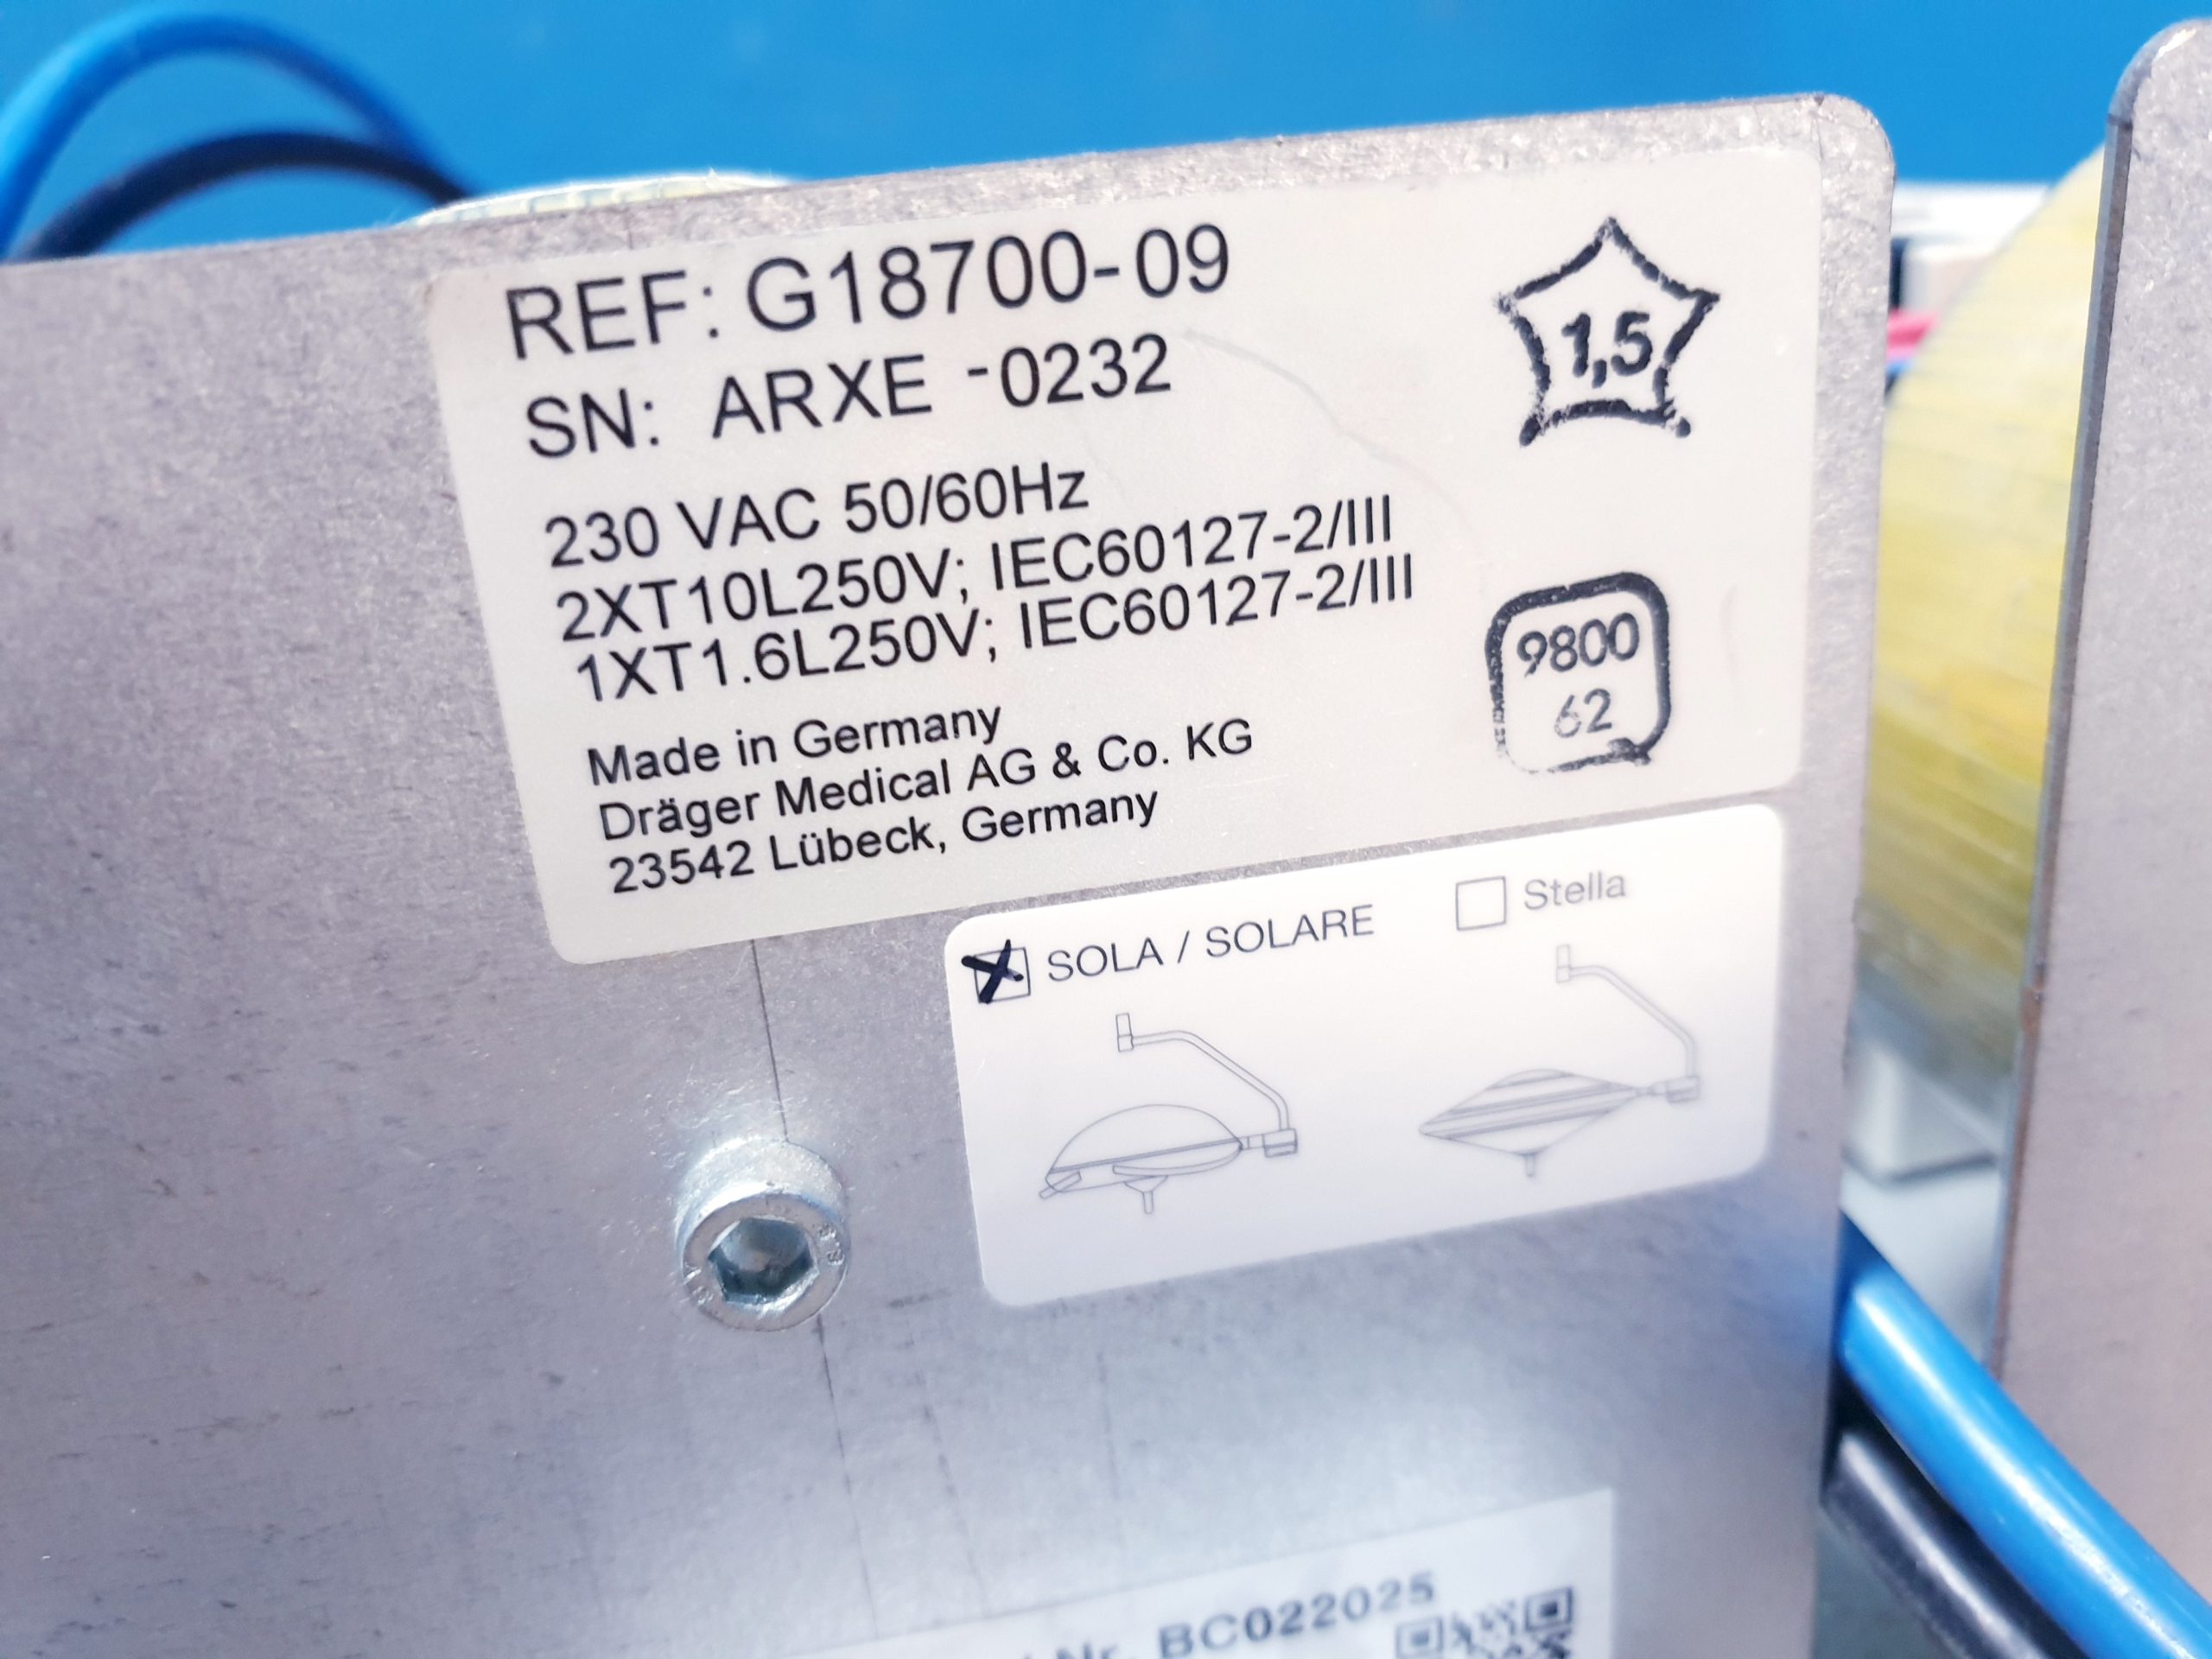 REF: G18700-09
SN: ARXE -0232
1,5
230 VAC 50/60Hz
2XT10L250V; IEC60127-2/III
1XT1.6L250V; IEC60127-2/III
9800
62
Made in Germany
Dräger Medical AG & Co. KG
23542 Lübeck, Germany
SOLA / SOLARE
Stella
Nr. BC022025